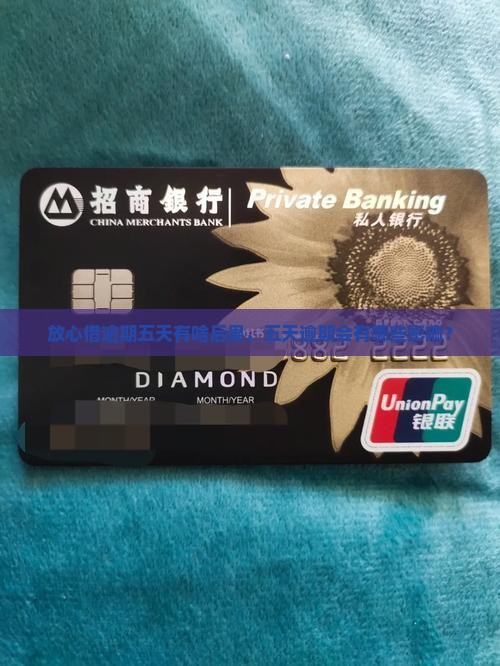 招商銀行
CHINA MERCHANTS BANK
Private Banking
私人银行
放心借逾期五天有啥后果
五天逾期会有哪些影响?
DIAMOND
MONTH/YEAR MONTH/YEAR
UnionPay
银联